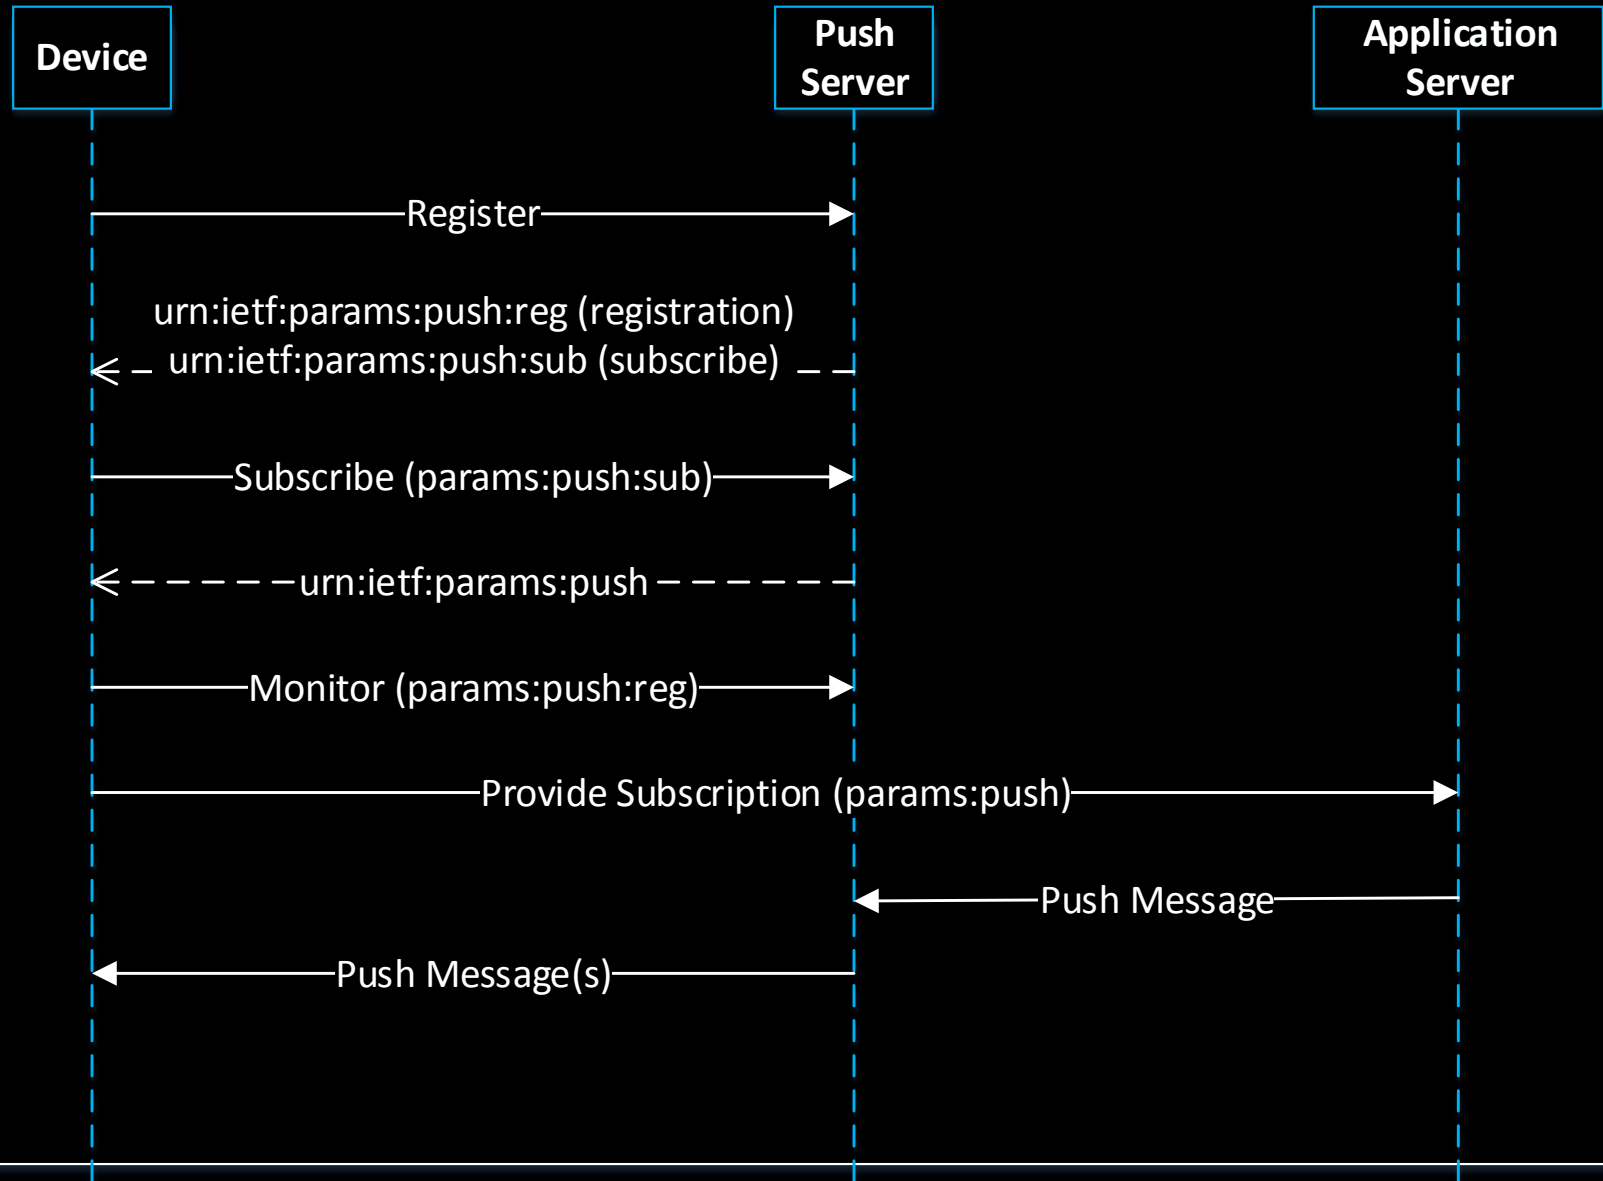 Device
Push
Server
Application
Server
Register
urn:ietf:params:push:reg (registration)
urn:ietf:params:push:sub (subscribe)
Subscribe (params:push:sub)
urn:ietf:params:push
Monitor (params:push:reg)
Provide Subscription (params:push)
Push Message
Push Message(s)